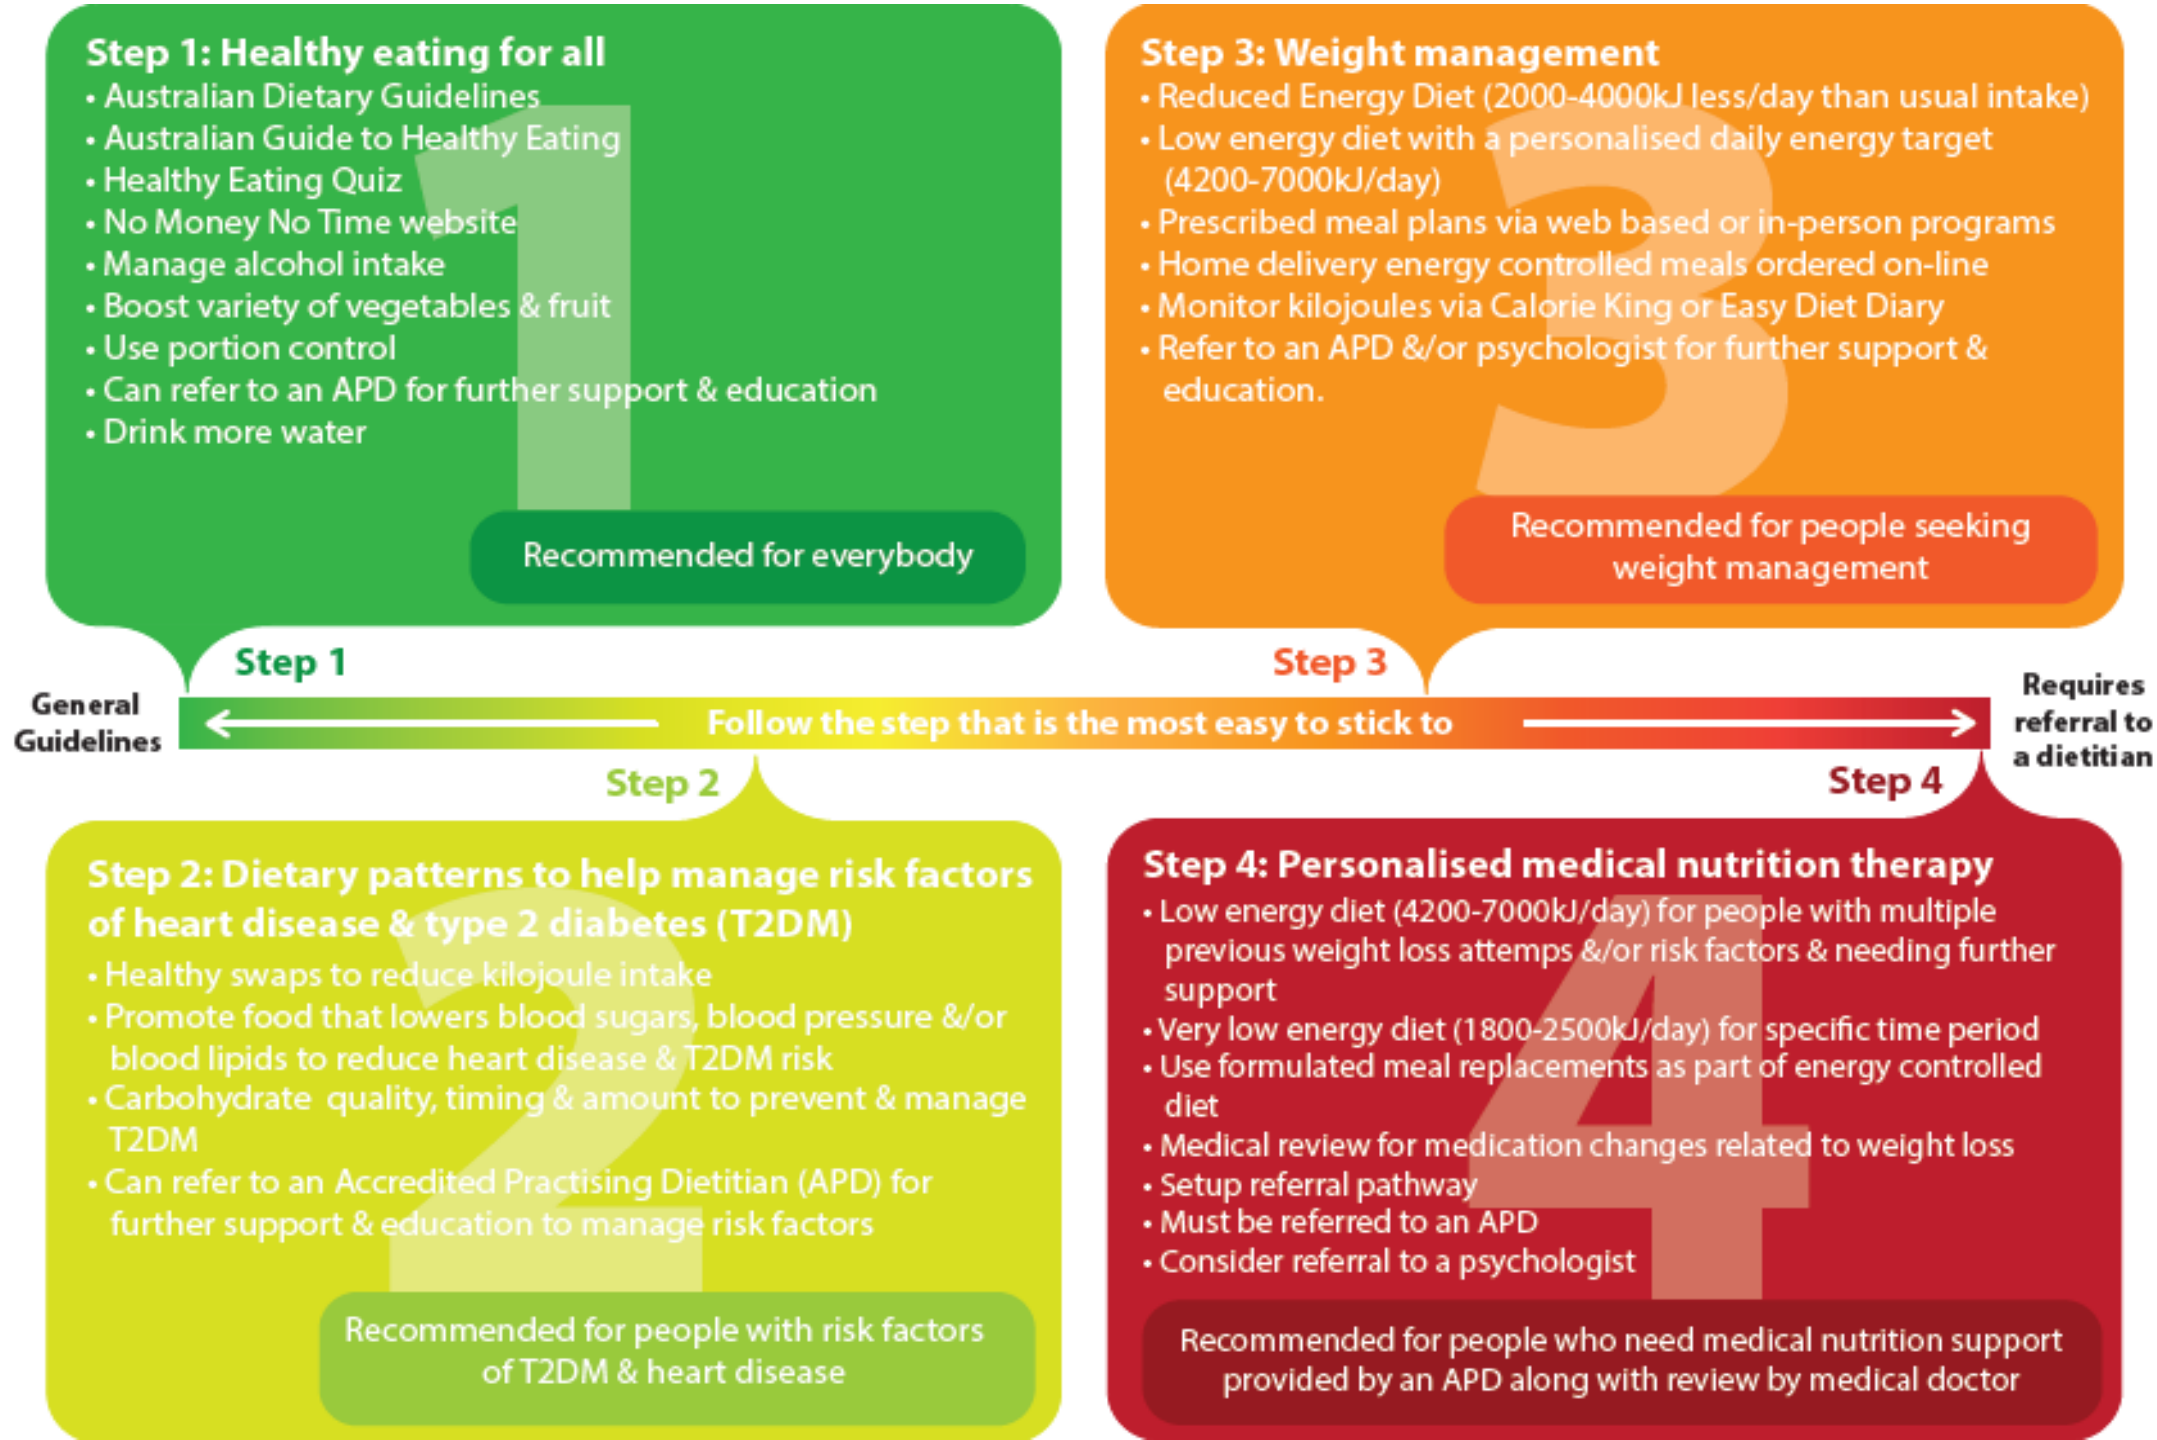 Step 1: Healthy eating for all
• Australian Dietary Guidelines
• Australian Guide to Healthy Eating
• Healthy Eating Quiz
• No Money No Time website
• Manage alcohol intake
• Boost variety of vegetables & fruit
• Use portion control
• Can refer to an APD for further support & education
• Drink more water
1
Recommended for everybody
Step 3: Weight management
• Reduced Energy Diet (2000-4000kJ less/day than usual intake)
• Low energy diet with a personalised daily energy target
(4200-7000kJ/day)
• Prescribed meal plans via web based or in-person programs
• Home delivery energy controlled meals ordered on-line
• Monitor kilojoules via Calorie King or Easy Diet Diary
• Refer to an APD &/or psychologist for further support &
education.
3
Recommended for people seeking
weight management
Step 1
Step 3
General
Guidelines
Follow the step that is the most easy to stick to
Requires
referral to
a dietitian
Step 2
Step 4
Step 2: Dietary patterns to help manage risk factors
of heart disease & type 2 diabetes (T2DM)
• Healthy swaps to reduce kilojoule intake
• Promote food that lowers blood sugars, blood pressure &/or
blood lipids to reduce heart disease & T2DM risk
• Carbohydrate quality, timing & amount to prevent & manage
T2DM
• Can refer to an Accredited Practising Dietitian (APD) for
further support & education to manage risk factors
2
Recommended for people with risk factors
of T2DM & heart disease
Step 4: Personalised medical nutrition therapy
• Low energy diet (4200-7000kJ/day) for people with multiple
previous weight loss attemps &/or risk factors & needing further
support
• Very low energy diet (1800-2500kJ/day) for specific time period
• Use formulated meal replacements as part of energy controlled
diet
• Medical review for medication changes related to weight loss
• Setup referral pathway
• Must be referred to an APD
• Consider referral to a psychologist
4
Recommended for people who need medical nutrition support
provided by an APD along with review by medical doctor